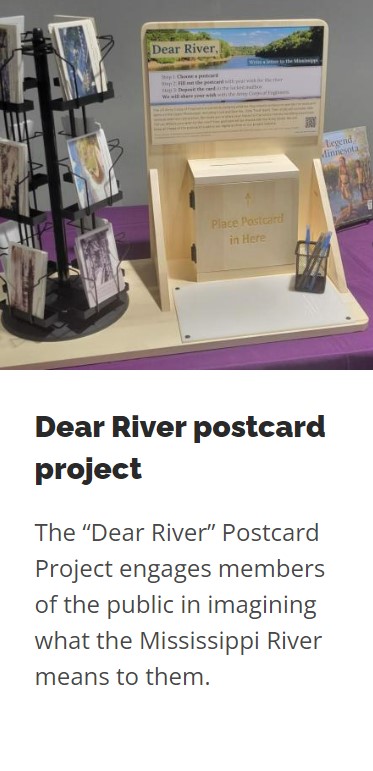 Dear River,
Write a letter to the Mississippi
Step 1: Choose a postcard
Step 2: Fill out the postcard with your wish for the river
Step 3: Deposit the card in the locked mailbox
We will share your wish with the Army Corps of Engineers
Place Postcard
in Here
Legend
Minnesota
Dear River postcard
project
The “Dear River” Postcard
Project engages members
of the public in imagining
what the Mississippi River
means to them.